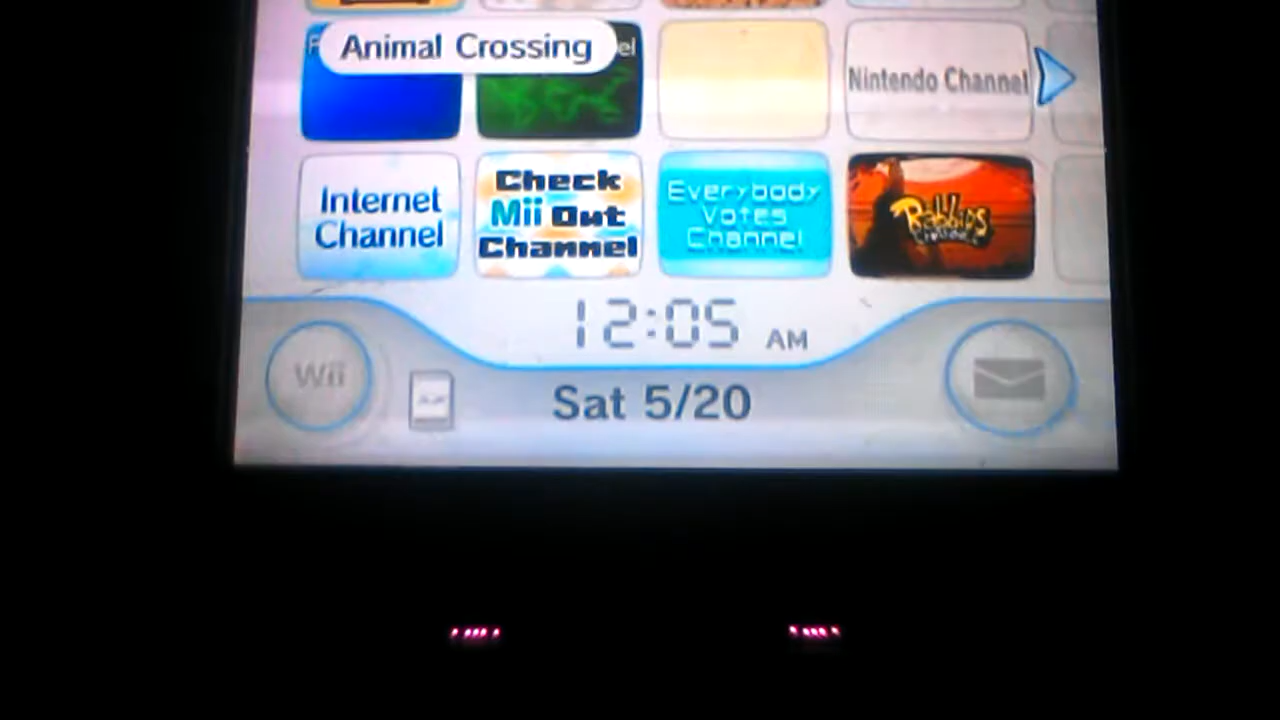 Animal Crossing
F
el
Nintendo Channel
Internet
Channel
Check
Mii Out
Channel
Everybody
Votes
Channel
Rabbids
12:05 AM
Wii
Sat 5/20